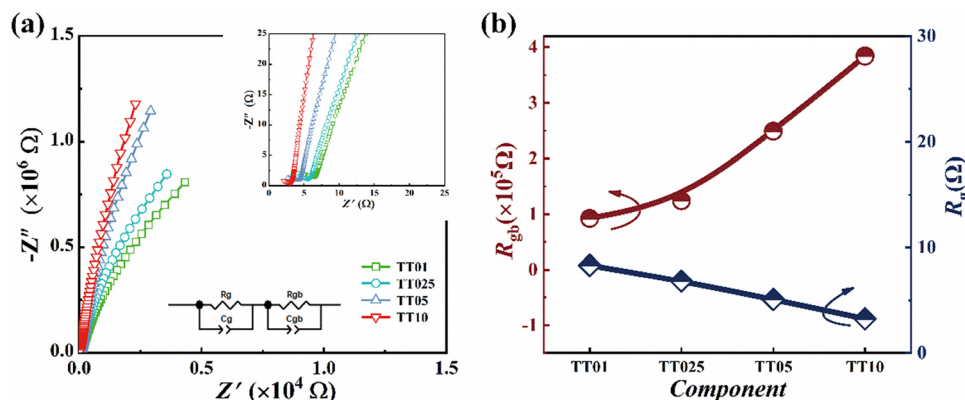 (a)
1.5
1.0
0.5
0.0
-Z″ (×10⁶ Ω)
0.0
0.5
1.0
1.5
Z′ (×10⁴ Ω)
25
20
15
10
5
0
-Z″ (Ω)
0
5
10
15
20
25
Z′ (Ω)
TT01
TT025
TT05
TT10
Rg
Rgb
Cg
Cgb
(b)
4
3
2
1
0
-1
R_gb(×10⁵Ω)
30
20
10
0
R_g(Ω)
TT01
TT025
TT05
TT10
Component